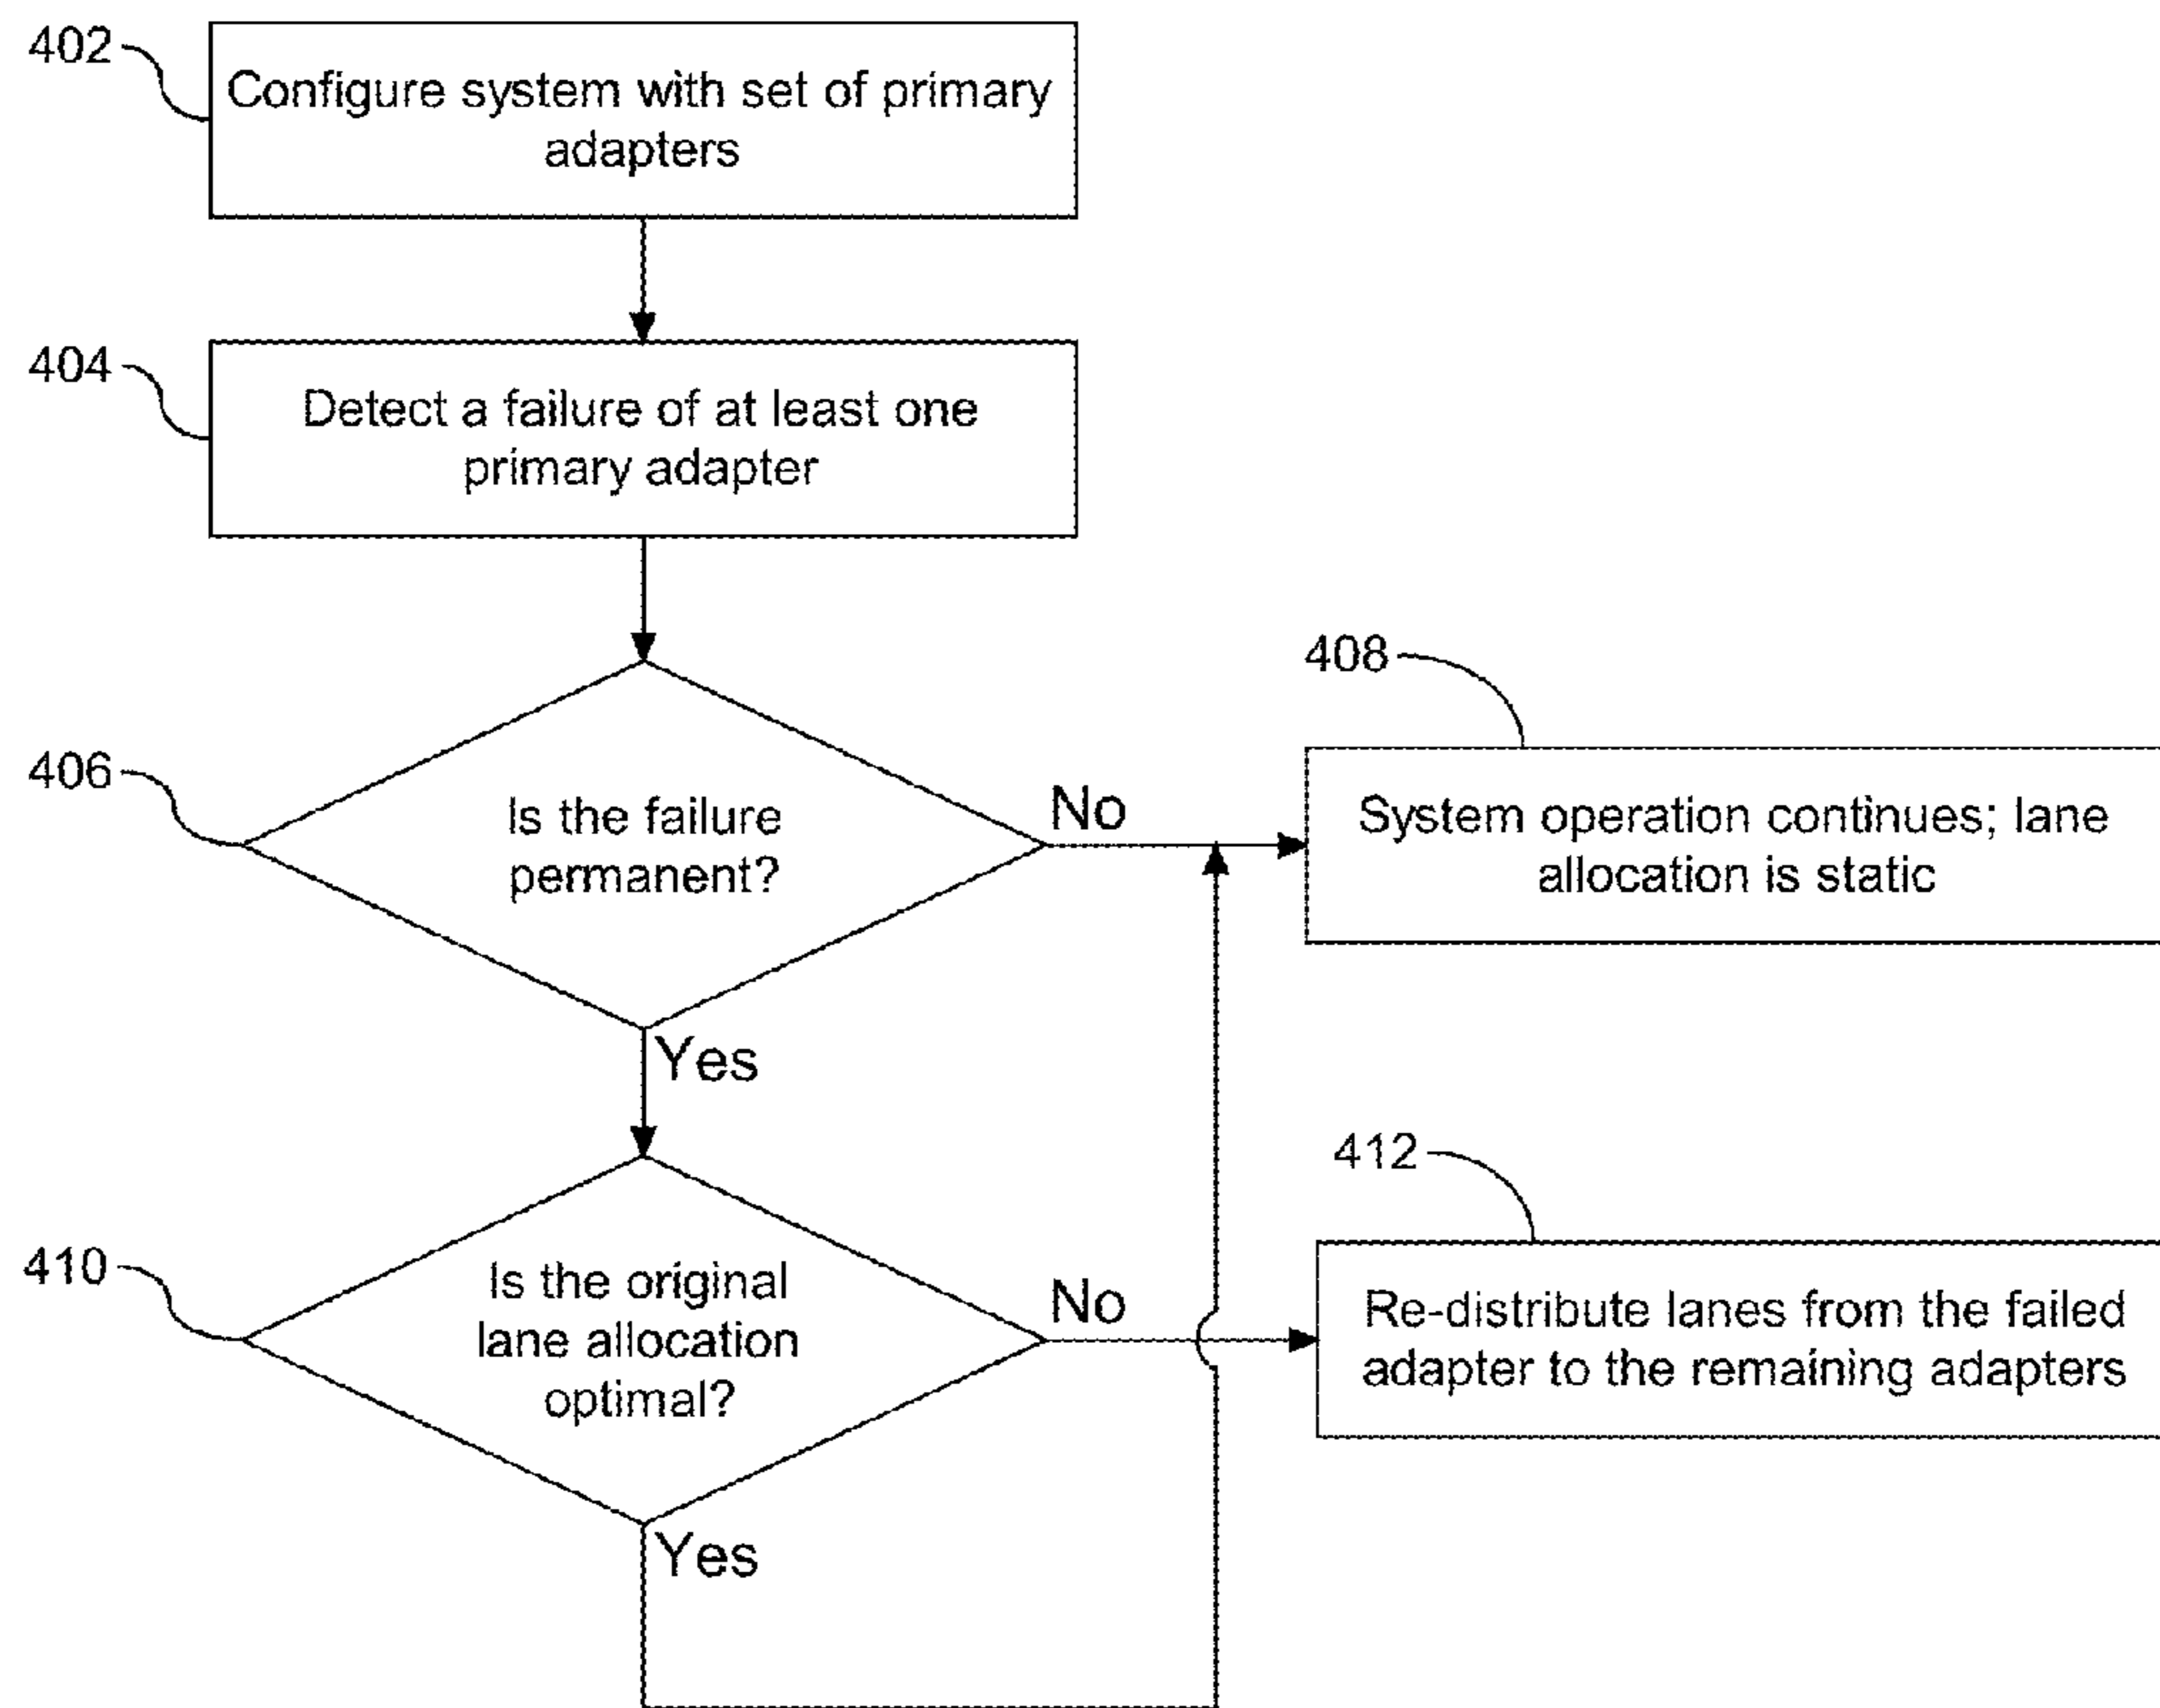 402
Configure system with set of primary
adapters
404
Detect a failure of at least one
primary adapter
406
Is the failure
permanent?
No
Yes
408
System operation continues; lane
allocation is static
410
Is the original
lane allocation
optimal?
No
Yes
412
Re-distribute lanes from the failed
adapter to the remaining adapters